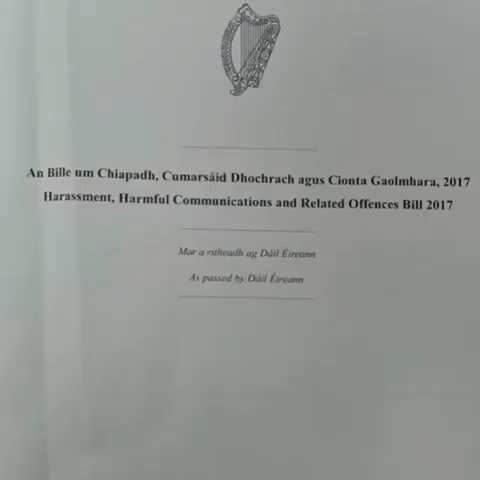 An Bille um Chiapadh, Cumarsáid Dhochrach agus Cionta Gaolmhara, 2017
Harassment, Harmful Communications and Related Offences Bill 2017
Mar a ritheadh ag Dáil Éireann
As passed by Dáil Éireann